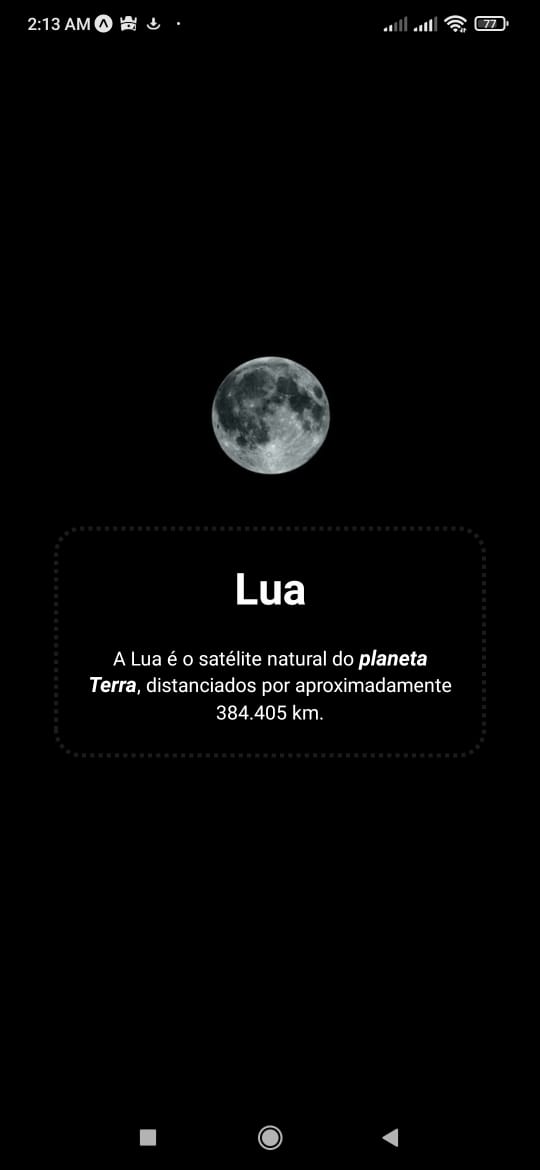 2:13 AM
77
Lua
A Lua é o satélite natural do planeta
Terra, distanciados por aproximadamente
384.405 km.